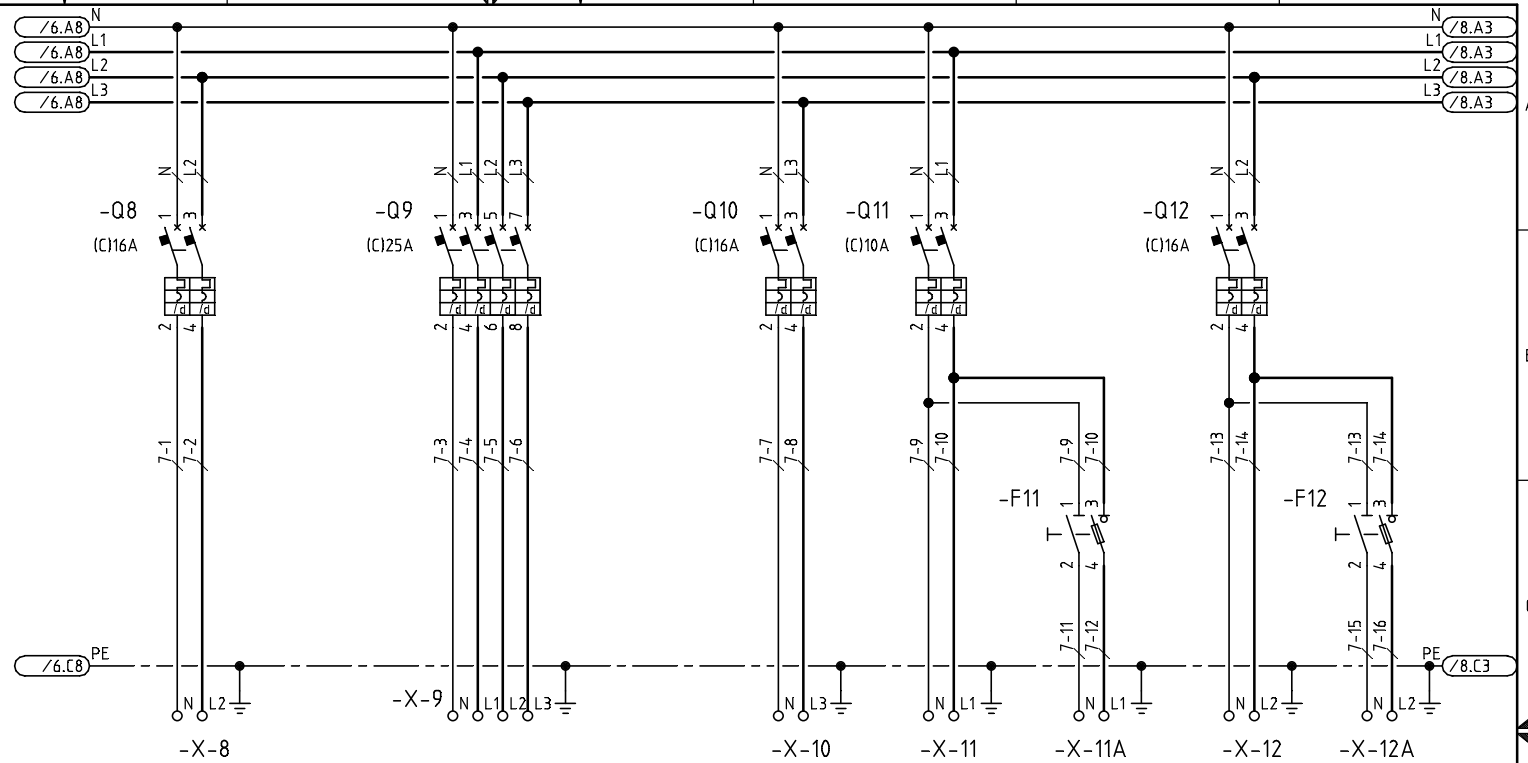 /6.A8 N N /8.A3
/6.A8 L1 L1 /8.A3
/6.A8 L2 L2 /8.A3
/6.A8 L3 L3 /8.A3
N L2 N L1 L2 L3 N L3 N L1 N L2
-Q8 1 3 -Q9 1 3 5 7 -Q10 1 3 -Q11 1 3 -Q12 1 3
(C)16A (C)25A (C)16A (C)10A (C)16A
/d /d /d /d /d /d /d /d /d /d /d /d
2 4 2 4 6 8 2 4 2 4 2 4
7-1 7-2 7-3 7-4 7-5 7-6 7-7 7-8 7-9 7-10 7-9 7-10 7-13 7-14 7-13 7-14
-F11 1 3 -F12 1 3
2 4 2 4
7-11 7-12 7-15 7-16
/6.C8 PE PE /8.C3
N L2 -X-9 N L1 L2 L3 N L3 N L1 N L1 N L2 N L2
-X-8 -X-10 -X-11 -X-11A -X-12 -X-12A